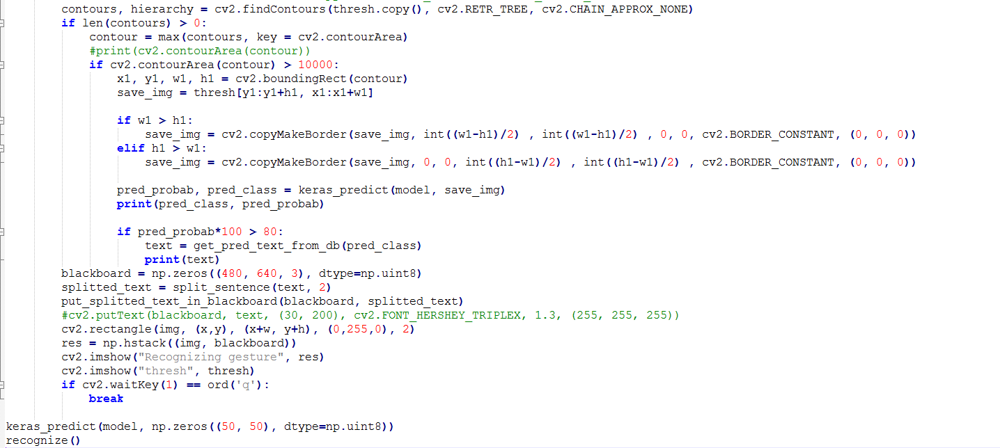 contours, hierarchy = cv2.findContours(thresh.copy(), cv2.RETR_TREE, cv2.CHAIN_APPROX_NONE)
        if len(contours) > 0:
            contour = max(contours, key = cv2.contourArea)
            #print(cv2.contourArea(contour))
            if cv2.contourArea(contour) > 10000:
                x1, y1, w1, h1 = cv2.boundingRect(contour)
                save_img = thresh[y1:y1+h1, x1:x1+w1]

                if w1 > h1:
                    save_img = cv2.copyMakeBorder(save_img, int((w1-h1)/2) , int((w1-h1)/2) , 0, 0, cv2.BORDER_CONSTANT, (0, 0, 0))
                elif h1 > w1:
                    save_img = cv2.copyMakeBorder(save_img, 0, 0, int((h1-w1)/2) , int((h1-w1)/2) , cv2.BORDER_CONSTANT, (0, 0, 0))

                pred_probab, pred_class = keras_predict(model, save_img)
                print(pred_class, pred_probab)

                if pred_probab*100 > 80:
                    text = get_pred_text_from_db(pred_class)
                    print(text)
        blackboard = np.zeros((480, 640, 3), dtype=np.uint8)
        splitted_text = split_sentence(text, 2)
        put_splitted_text_in_blackboard(blackboard, splitted_text)
        #cv2.putText(blackboard, text, (30, 200), cv2.FONT_HERSHEY_TRIPLEX, 1.3, (255, 255, 255))
        cv2.rectangle(img, (x,y), (x+w, y+h), (0,255,0), 2)
        res = np.hstack((img, blackboard))
        cv2.imshow("Recognizing gesture", res)
        cv2.imshow("thresh", thresh)
        if cv2.waitKey(1) == ord('q'):
            break

keras_predict(model, np.zeros((50, 50), dtype=np.uint8))
recognize()